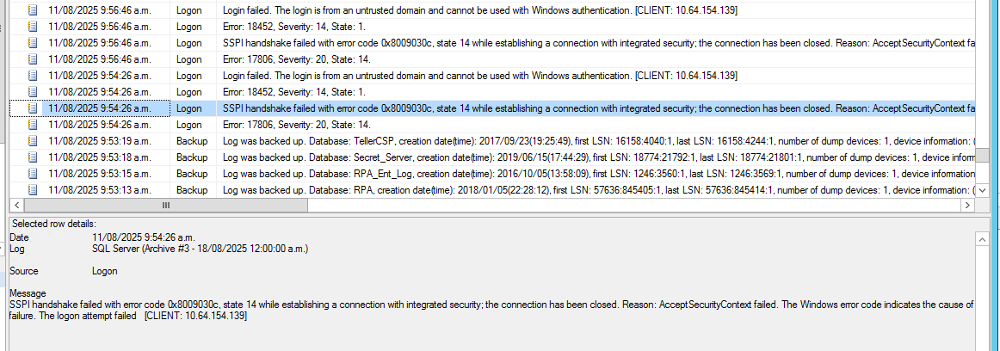 11/08/2025 9:56:46 a.m. Logon Login failed. The login is from an untrusted domain and cannot be used with Windows authentication. [CLIENT: 10.64.154.139]
11/08/2025 9:56:46 a.m. Logon Error: 18452, Severity: 14, State: 1.
11/08/2025 9:56:46 a.m. Logon SSPI handshake failed with error code 0x8009030c, state 14 while establishing a connection with integrated security; the connection has been closed. Reason: AcceptSecurityContext fa
11/08/2025 9:56:46 a.m. Logon Error: 17806, Severity: 20, State: 14.
11/08/2025 9:54:26 a.m. Logon Login failed. The login is from an untrusted domain and cannot be used with Windows authentication. [CLIENT: 10.64.154.139]
11/08/2025 9:54:26 a.m. Logon Error: 18452, Severity: 14, State: 1.
11/08/2025 9:54:26 a.m. Logon SSPI handshake failed with error code 0x8009030c, state 14 while establishing a connection with integrated security; the connection has been closed. Reason: AcceptSecurityContext fa
11/08/2025 9:54:26 a.m. Logon Error: 17806, Severity: 20, State: 14.
11/08/2025 9:53:19 a.m. Backup Log was backed up. Database: TellerCSP, creation date(time): 2017/09/23(19:25:49), first LSN: 16158:4040:1, last LSN: 16158:4244:1, number of dump devices: 1, device information: (
11/08/2025 9:53:18 a.m. Backup Log was backed up. Database: Secret_Server, creation date(time): 2019/06/15(17:44:29), first LSN: 18774:21792:1, last LSN: 18774:21801:1, number of dump devices: 1, device inform
11/08/2025 9:53:15 a.m. Backup Log was backed up. Database: RPA_Ent_Log, creation date(time): 2016/10/05(13:58:09), first LSN: 1246:3560:1, last LSN: 1246:3569:1, number of dump devices: 1, device information
11/08/2025 9:53:13 a.m. Backup Log was backed up. Database: RPA, creation date(time): 2018/01/05(22:28:12), first LSN: 57636:845405:1, last LSN: 57636:845414:1, number of dump devices: 1, device information: (
Selected row details:
Date 11/08/2025 9:54:26 a.m.
Log SQL Server (Archive #3 - 18/08/2025 12:00:00 a.m.)
Source Logon
Message
SSPI handshake failed with error code 0x8009030c, state 14 while establishing a connection with integrated security; the connection has been closed. Reason: AcceptSecurityContext failed. The Windows error code indicates the cause of
failure. The logon attempt failed [CLIENT: 10.64.154.139]